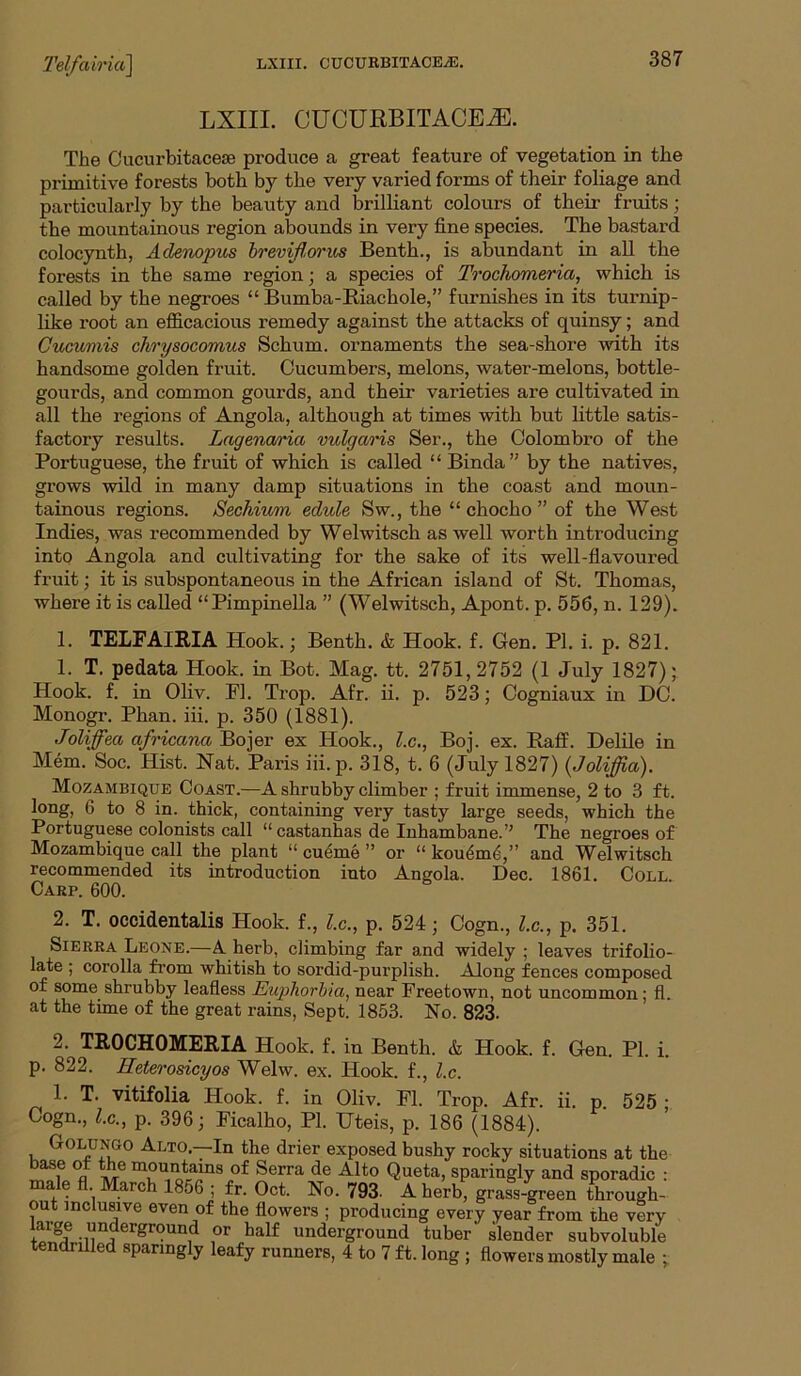 Telfairia]
LXIII. CUCURBITACEÆ.
387
LXIII. CUCURBITACEÆ.
The Cucurbitaceæ produce a great feature of vegetation in the
primitive forests both by the very varied forms of their foliage and
particularly by the beauty and brilliant colours of their fruits ;
the mountainous region abounds in very fine species. The bastard
colocynth, Adenopus breviflorus Benth., is abundant in all the
forests in the same region ; a species of Trochomeria, which is
called by the negroes “ Bumba-Riachole,” furnishes in its turnip-
like root an efficacious remedy against the attacks of quinsy ; and
Cucumis chrysocomus Schum. ornaments the sea-shore with its
handsome golden fruit. Cucumbers, melons, water-melons, bottle-
gourds, and common gourds, and their varieties are cultivated in
all the regions of Angola, although at times with but little satis-
factory results. Lagenaria vulgaris Ser., the Colombro of the
Portuguese, the fruit of which is called “ Binda ” by the natives,
grows wild in many damp situations in the coast and moun-
tainous regions. Sechium edule Sw., the “ chocho ” of the West
Indies, was recommended by Welwitsch as well worth introducing
into Angola and cultivating for the sake of its well-flavoured
fruit ; it is subspontaneous in the African island of St. Thomas,
where it is called “Pimpinella ” (Welwitsch, Apont. p. 556, n. 129).
1. TELFAIRIA Hook. ; Benth. & Hook. f. Gen. Pl. i. p. 821.
1. T. pedata Hook. in Bot. Mag. tt. 2751, 2752 (1 July 1827) ;
Hook. f. in Oliv. Fl. Trop. Afr. ii. p. 523 ; Cogniaux in DC.
Monogr. Phan. iii. p. 350 (1881).
Joliffea africana Bojer ex Hook., l.c., Boj. ex. Raff. Delile in
Mém. Soc. Hist. Nat. Paris iii. p. 318, t. 6 (July 1827) (Joliffia).
MOZAMBIQUE COAST.—A shrubby climber ; fruit immense, 2 to 3 ft.
long, 6 to 8 in. thick, containing very tasty large seeds, which the
Portuguese colonists call “ castanhas de Inhambane.” The negroes of
Mozambique call the plant “ cuémé ” or “ kouémé,” and Welwitsch
recommended its introduction into Angola. Dec. 1861. COLL.
CARP. 600.
2. T. occidentalis Hook. f., l.c., p. 524 ; Cogn., l.c., p. 351.
SIERRA LEONE.—A herb, climbing far and widely ; leaves trifolio-
late ; corolla from whitish to sordid-purplish. Along fences composed
of some shrubby leafless Euphorbia, near Freetown, not uncommon ; fl.
at the time of the great rains, Sept. 1853. No. 823.
2. TROCHOMERIA Hook. f. in Benth. & Hook. f. Gen. Pl. i.
p. 822. Heterosicyos Welw. ex. Hook. f., l.c.
1. T. vitifolia Hook. f. in Oliv. Fl. Trop. Afr. ii. p. 525 ;
Cogn., l.c., p. 396 ; Ficalho, Pl. Uteis, p. 186 (1884).
GOLUNGO ALTO.—In the drier exposed bushy rocky situations at the
base of the mountains of Serra de Alto Queta, sparingly and sporadic :
male fl. March 1856 ; fr. Oct. No. 793. A herb, grass-green through-
out inclusive even of the flowers ; producing every year from the very
large underground or half underground tuber slender subvoluble
tendrilled sparingly leafy runners, 4 to 7 ft. long ; flowers mostly male ;